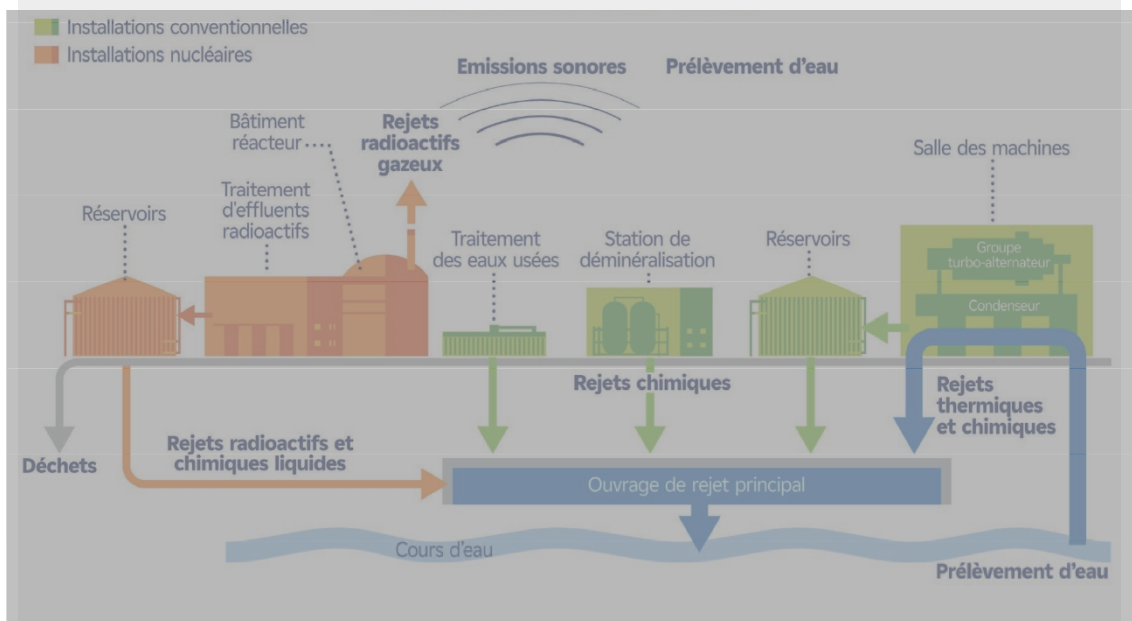 Installations conventionnelles
Installations nucléaires
Emissions sonores
Prélèvement d'eau
Bâtiment
réacteur
Rejets
radioactifs
gazeux
Salle des machines
Réservoirs
Traitement
d'effluents
radioactifs
Traitement
des eaux usées
Station de
déminéralisation
Réservoirs
Groupe
turbo-alternateur
Condenseur
Rejets chimiques
Rejets
thermiques
et chimiques
Déchets
Rejets radioactifs et
chimiques liquides
Ouvrage de rejet principal
Cours d'eau
Prélèvement d'eau